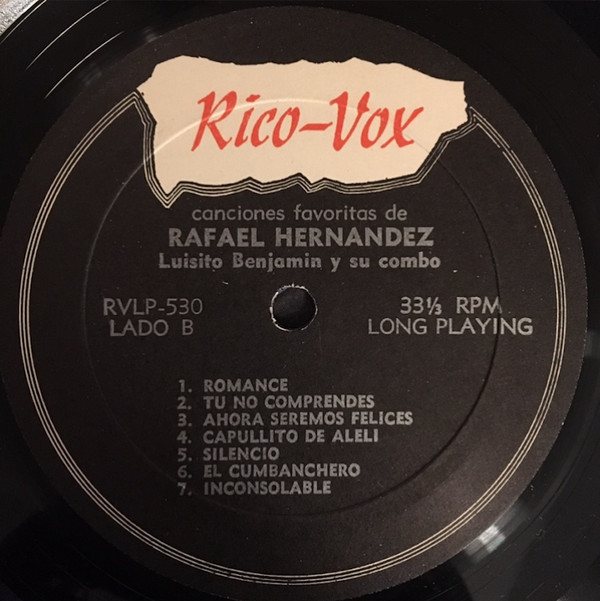 Rico-Vox
canciones favoritas de
RAFAEL HERNANDEZ
Luisito Benjamin y su combo
RVLP-530
LADO B
33⅓ RPM
LONG PLAYING
1. ROMANCE
2. TU NO COMPRENDES
3. AHORA SEREMOS FELICES
4. CAPULLITO DE ALELI
5. SILENCIO
6. EL CUMBANCHERO
7. INCONSOLABLE